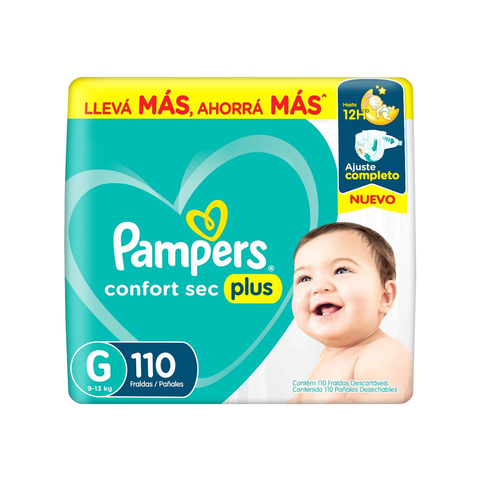 LLEVÁ MÁS, AHORRÁ MÁS^
Hasta
12H
Ajuste
completo
NUEVO
Pampers®
confort sec plus
G
9-13 kg
110
Fraldas / Pañales
Contém 110 Fraldas Descartáveis
Contenido 110 Pañales Desechables